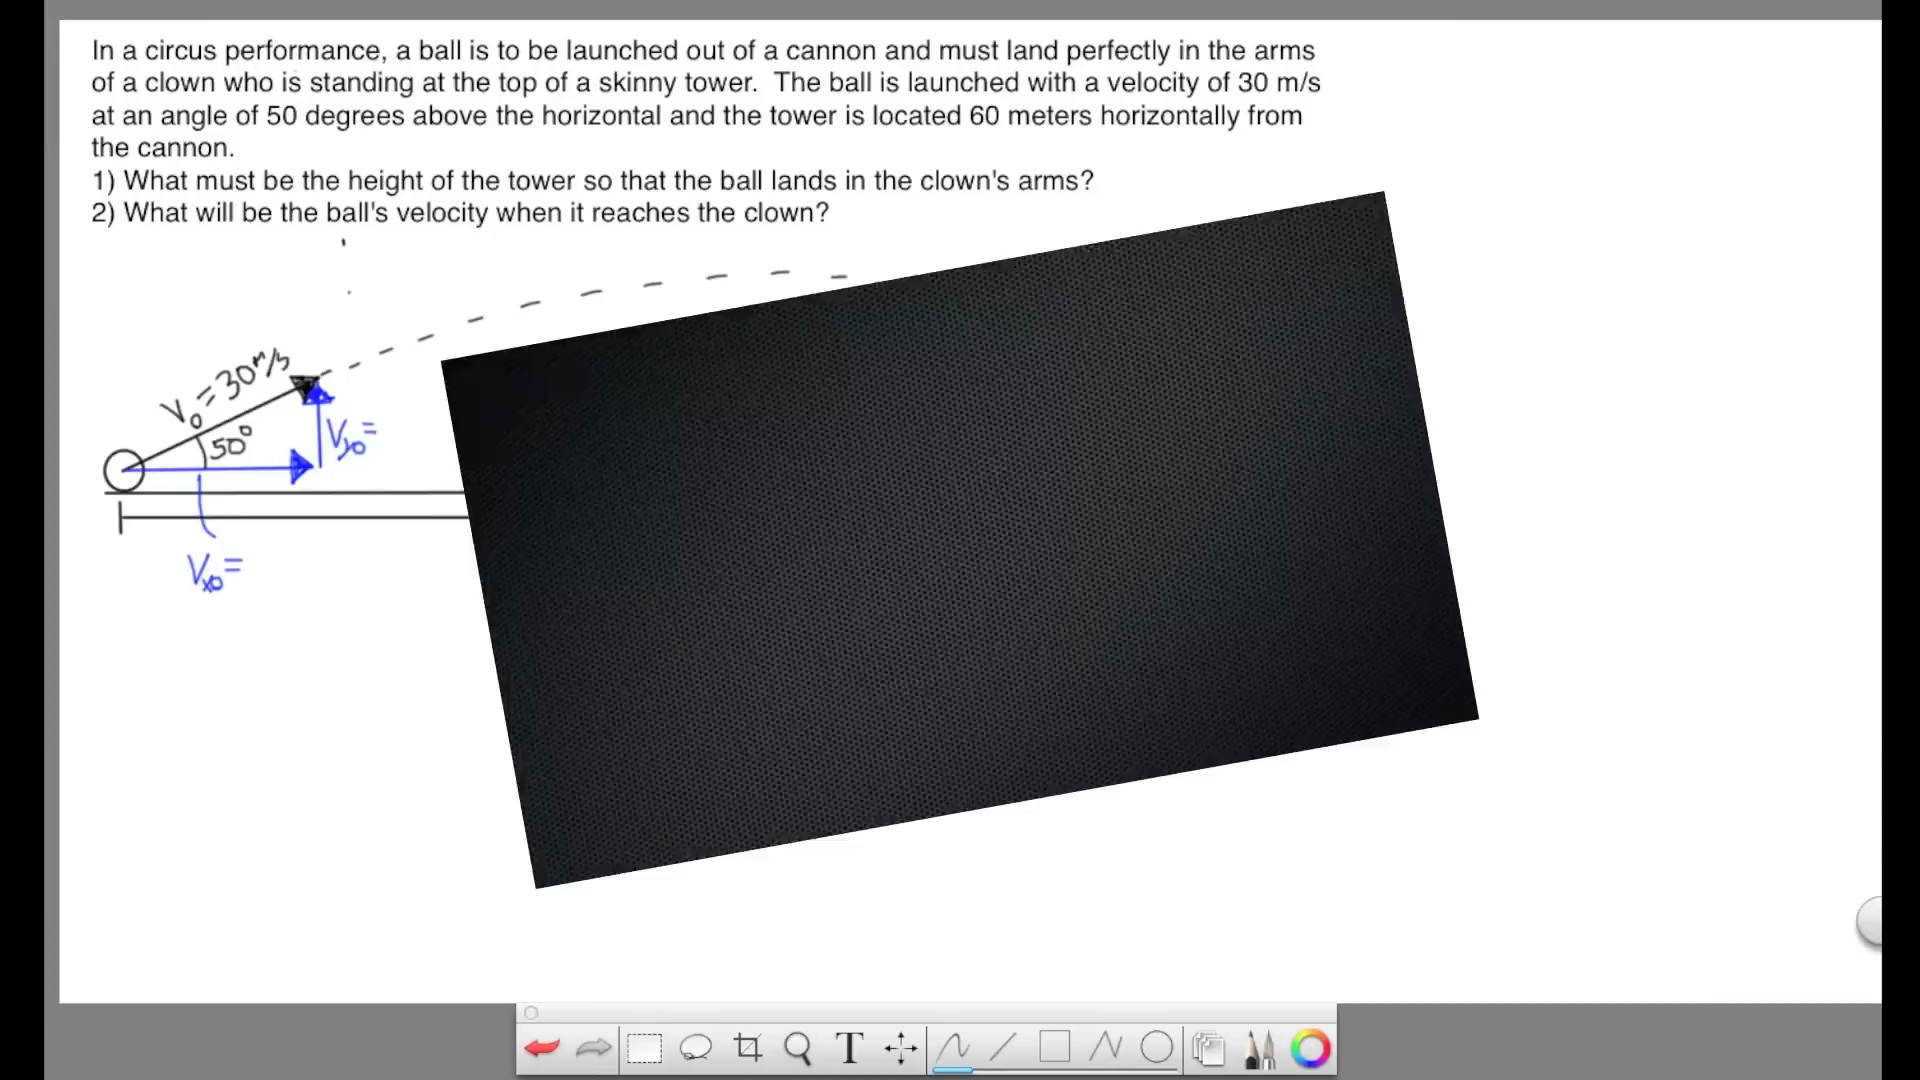 In a circus performance, a ball is to be launched out of a cannon and must land perfectly in the arms
of a clown who is standing at the top of a skinny tower.  The ball is launched with a velocity of 30 m/s
at an angle of 50 degrees above the horizontal and the tower is located 60 meters horizontally from
the cannon.
1) What must be the height of the tower so that the ball lands in the clown's arms?
2) What will be the ball's velocity when it reaches the clown?
V₀ = 30 m/s
50°
Vy₀ =
Vx₀ =
T